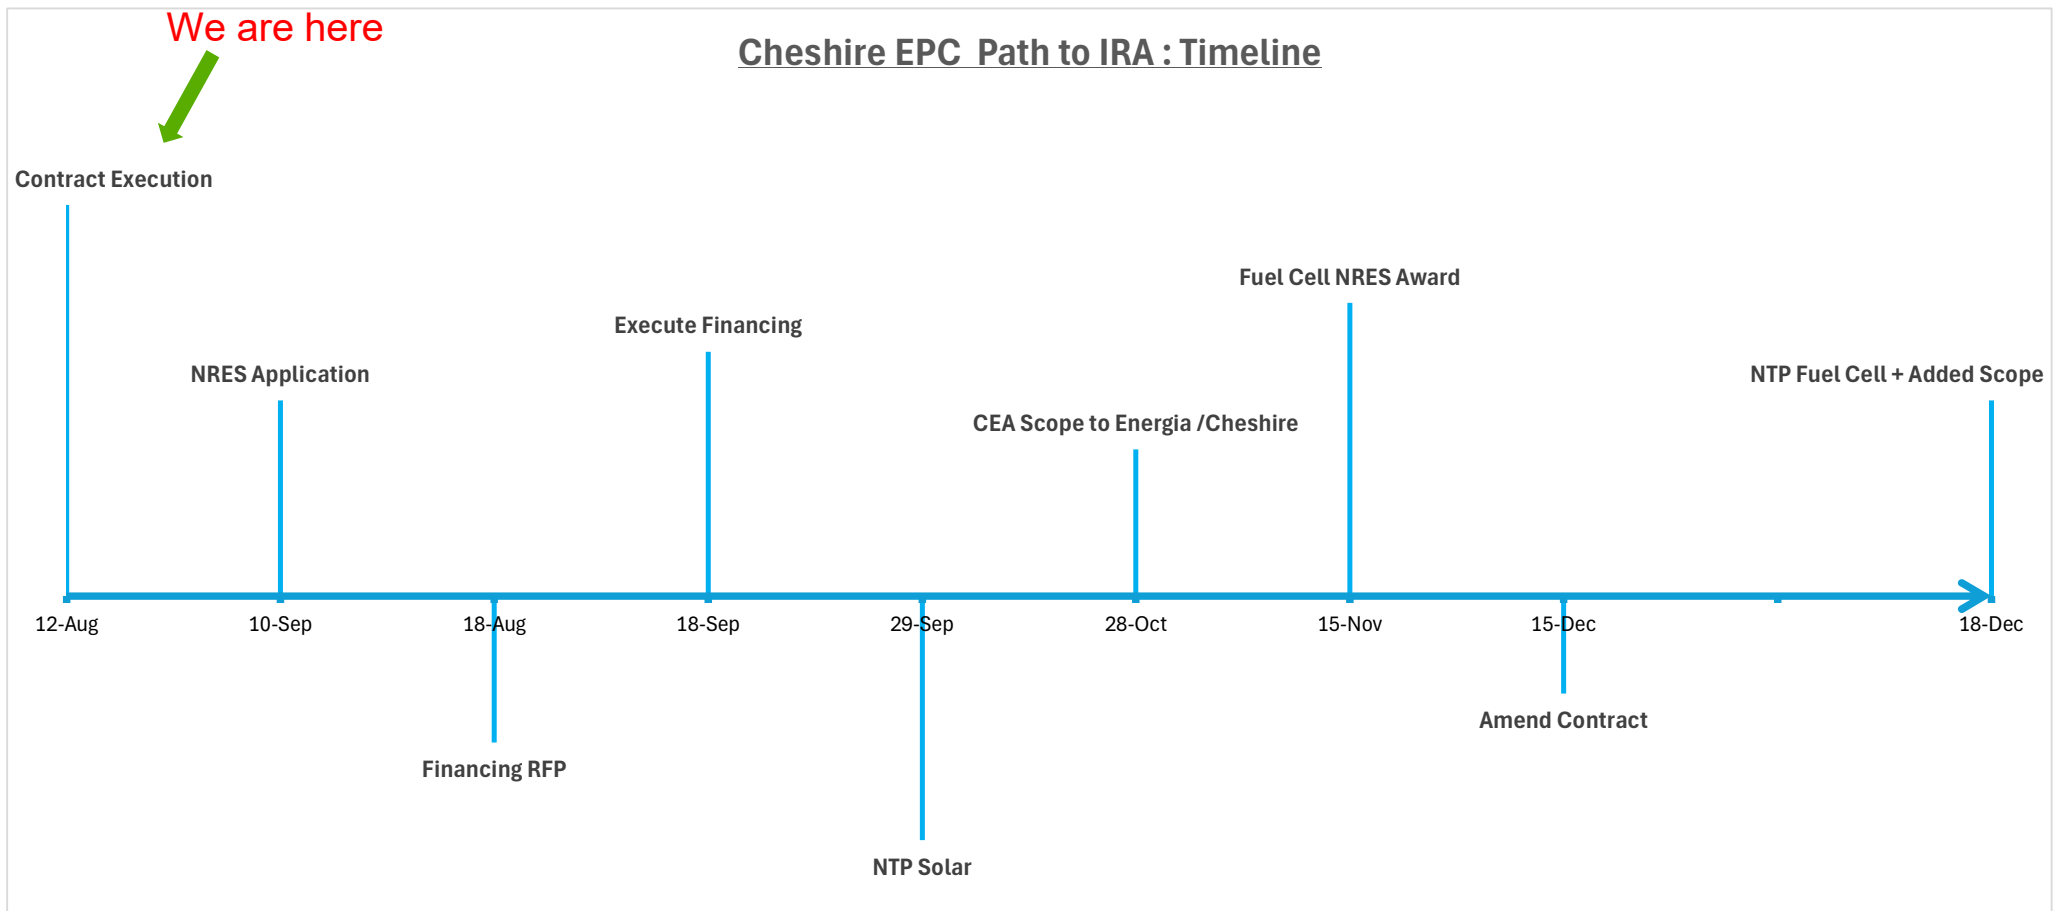 We are here
Cheshire EPC  Path to IRA : Timeline
Contract Execution
Fuel Cell NRES Award
Execute Financing
NRES Application
NTP Fuel Cell + Added Scope
CEA Scope to Energia /Cheshire
12-Aug
10-Sep
18-Aug
18-Sep
29-Sep
28-Oct
15-Nov
15-Dec
18-Dec
Amend Contract
Financing RFP
NTP Solar